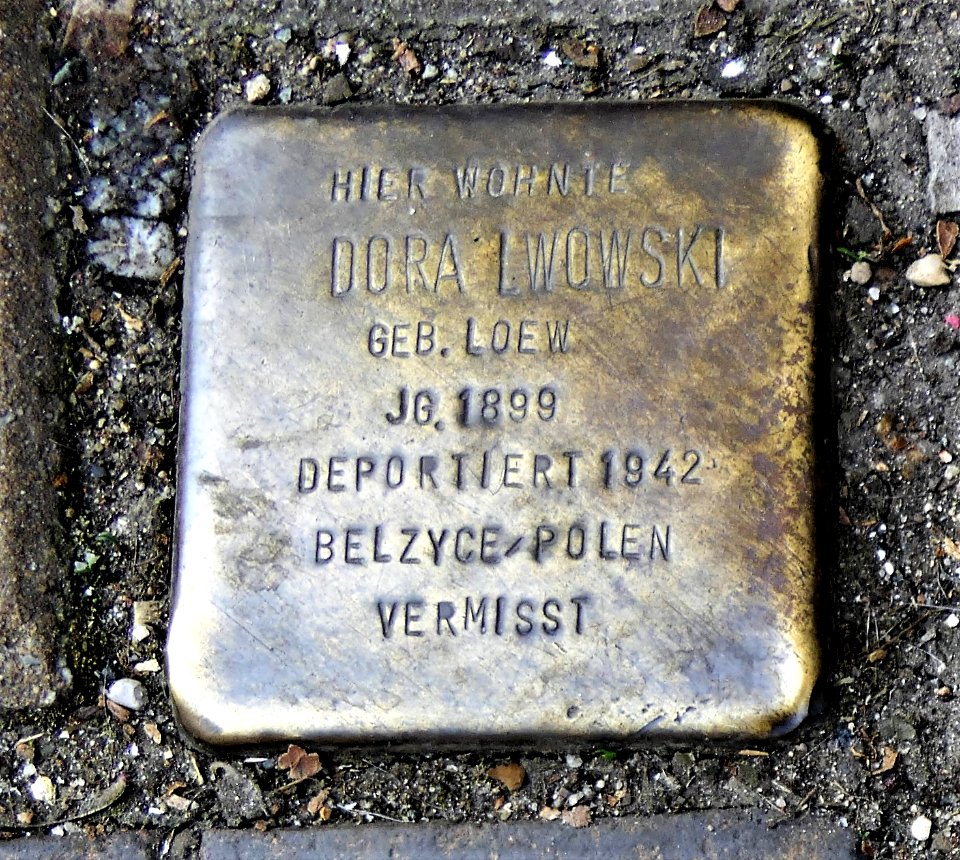 HIER WOHNTE
DORA LWOWSKI
GEB. LOEW
JG. 1899
DEPORTIERT 1942
BELZYCE/POLEN
VERMISST